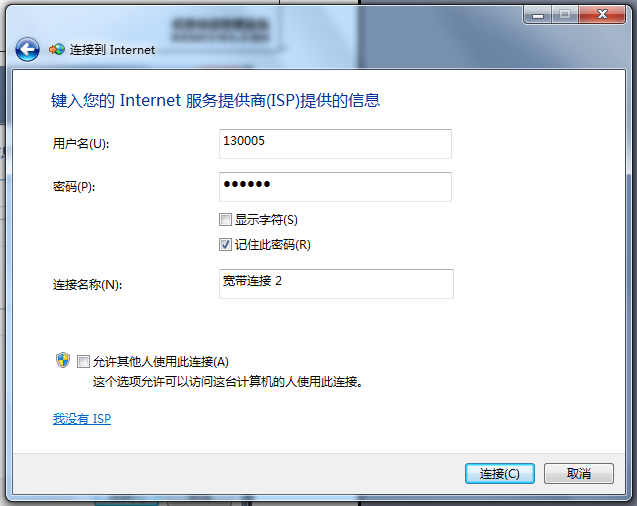 连接到 Internet
键入您的 Internet 服务提供商(ISP)提供的信息
用户名(U):
130005
密码(P):
●●●●●●
显示字符(S)
记住此密码(R)
连接名称(N):
宽带连接 2
允许其他人使用此连接(A)
这个选项允许可以访问这台计算机的人使用此连接。
我没有 ISP
连接(C)
取消